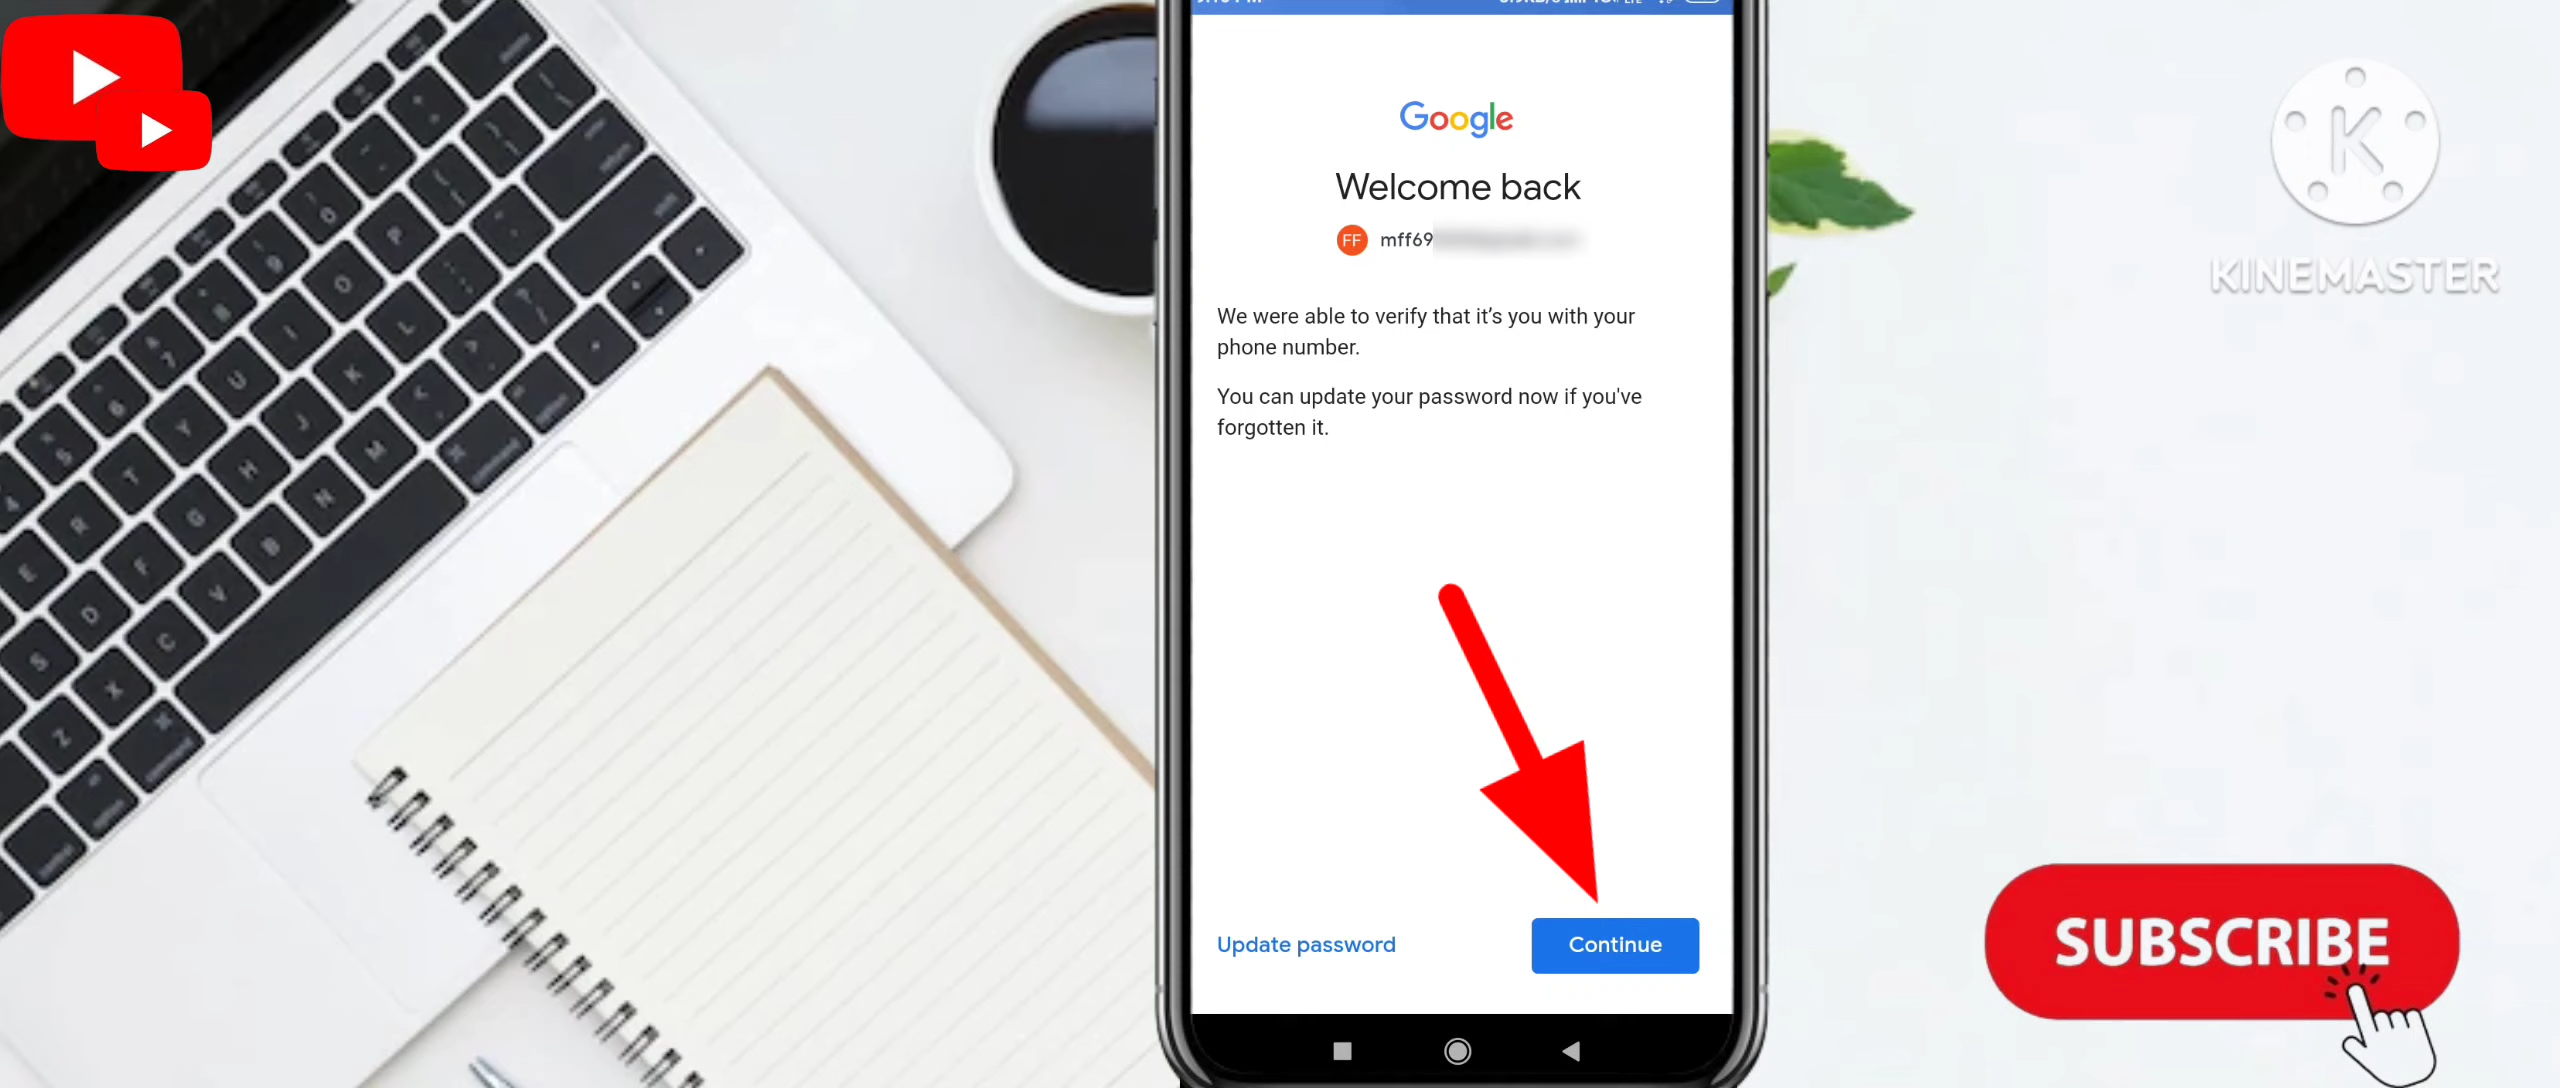 Google
Welcome back
FF mff69
We were able to verify that it's you with your
phone number.
You can update your password now if you've
forgotten it.
Update password
Continue
K
KINEMASTER
SUBSCRIBE